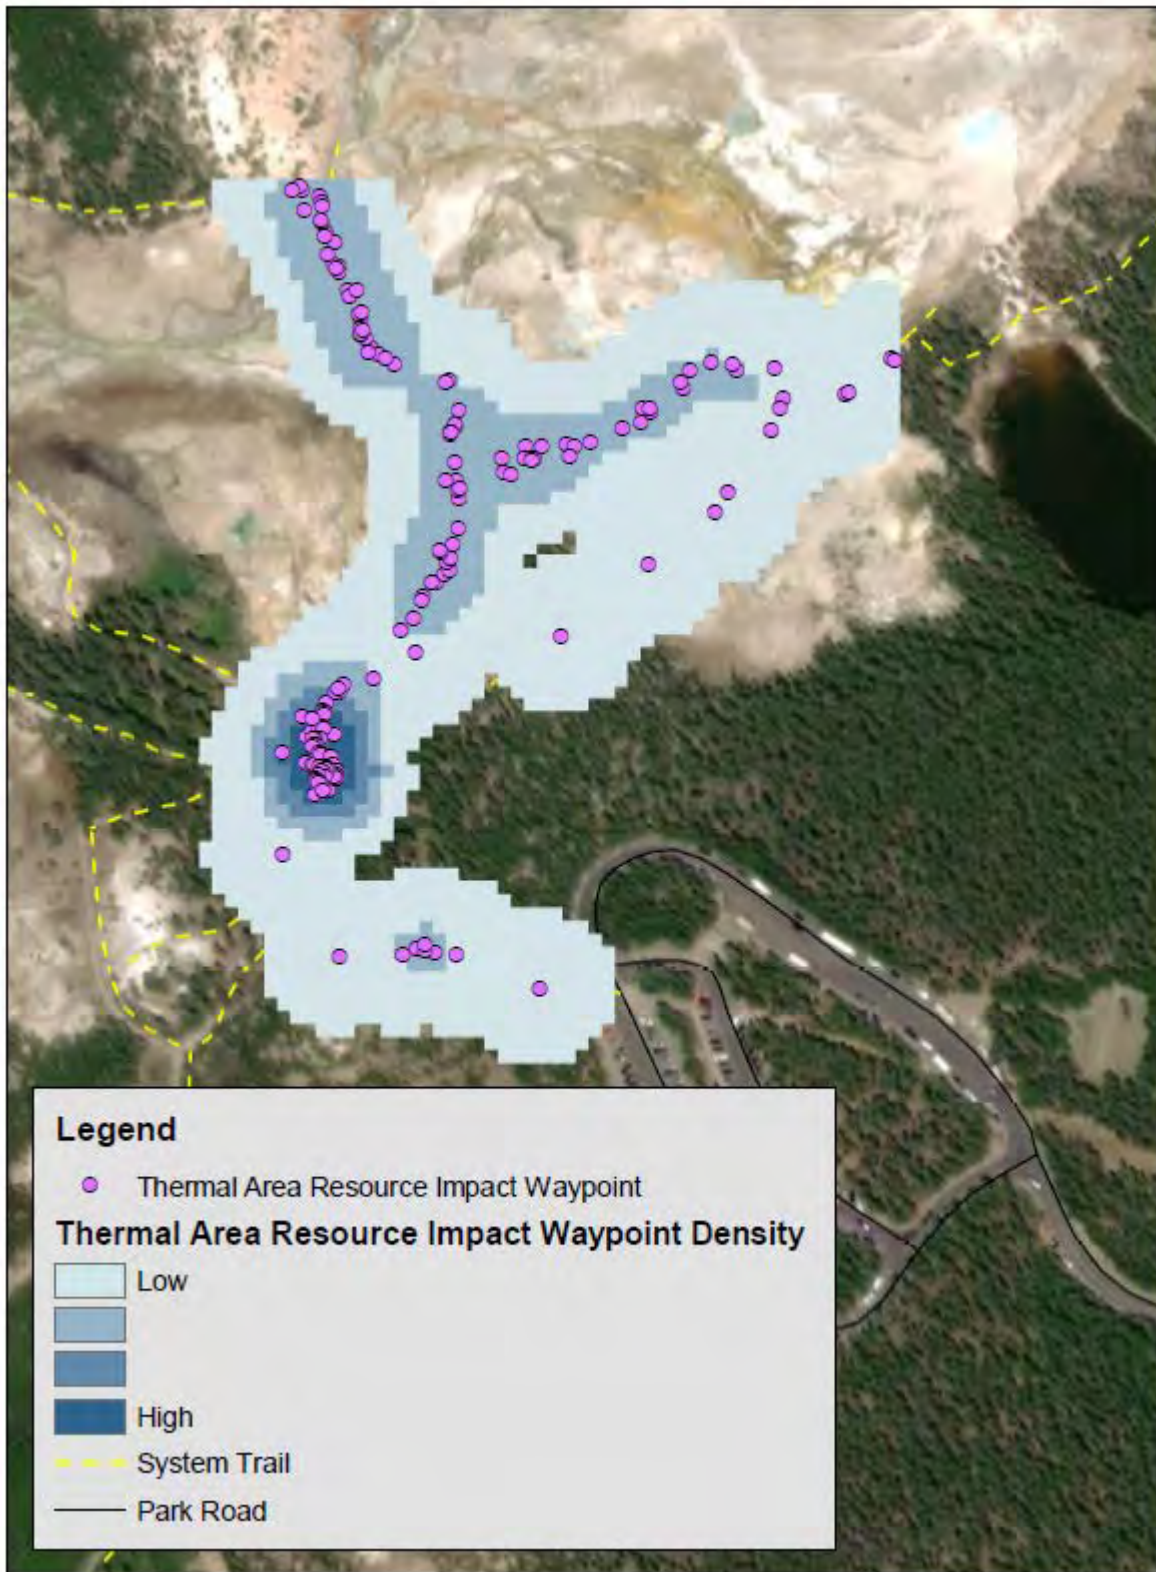 Legend
Thermal Area Resource Impact Waypoint
Thermal Area Resource Impact Waypoint Density
Low
High
System Trail
Park Road